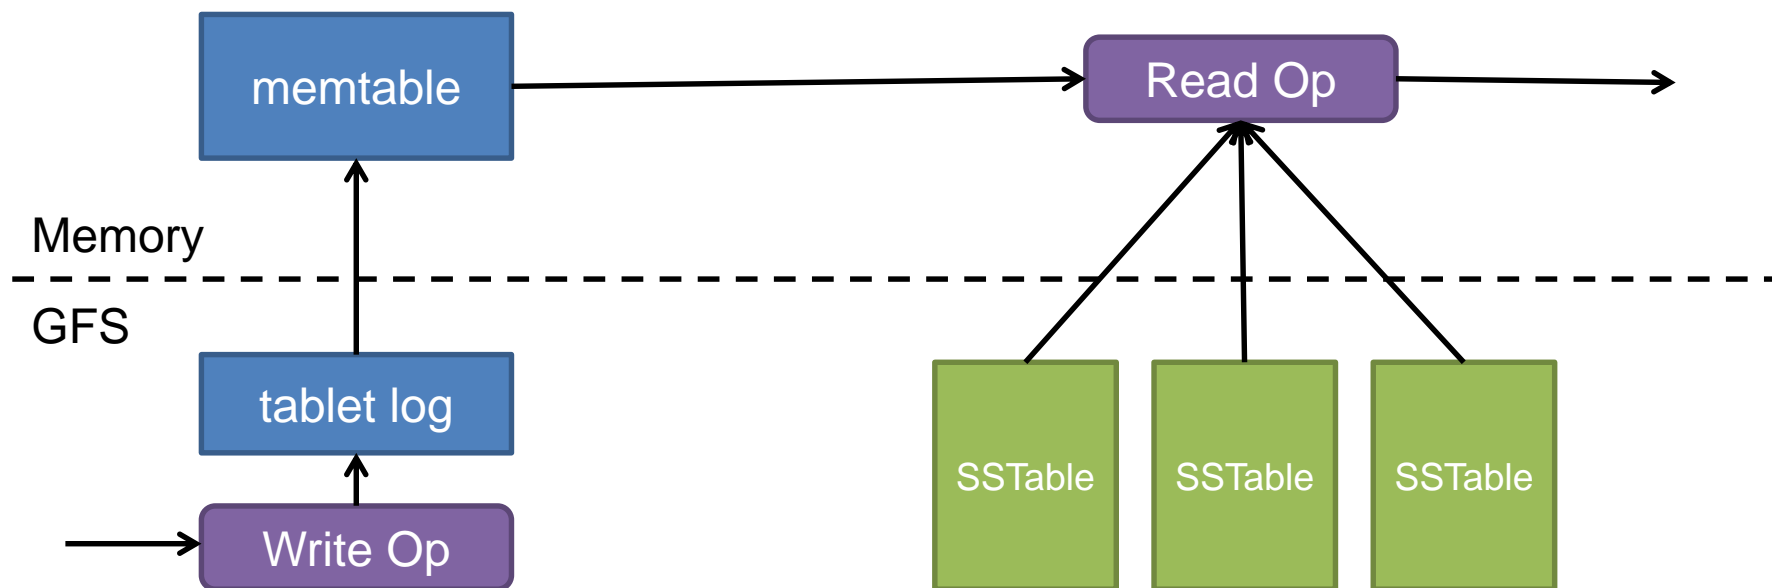 memtable
Read Op
Memory
GFS
tablet log
SSTable
SSTable
SSTable
Write Op